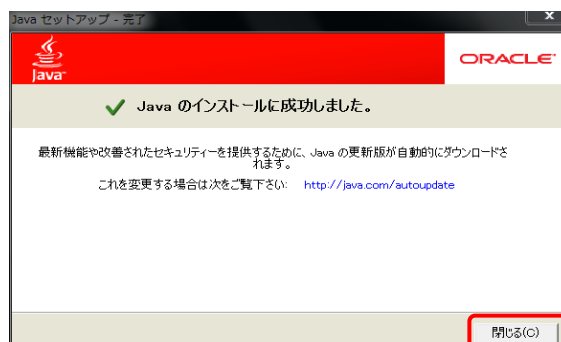 Java セットアップ - 完了
Java
ORACLE
Java のインストールに成功しました。
最新機能や改善されたセキュリティーを提供するために、Java の更新版が自動的にダウンロードさ
れます。
これを変更する場合は次をご覧下さい: http://java.com/autoupdate
閉じる(C)